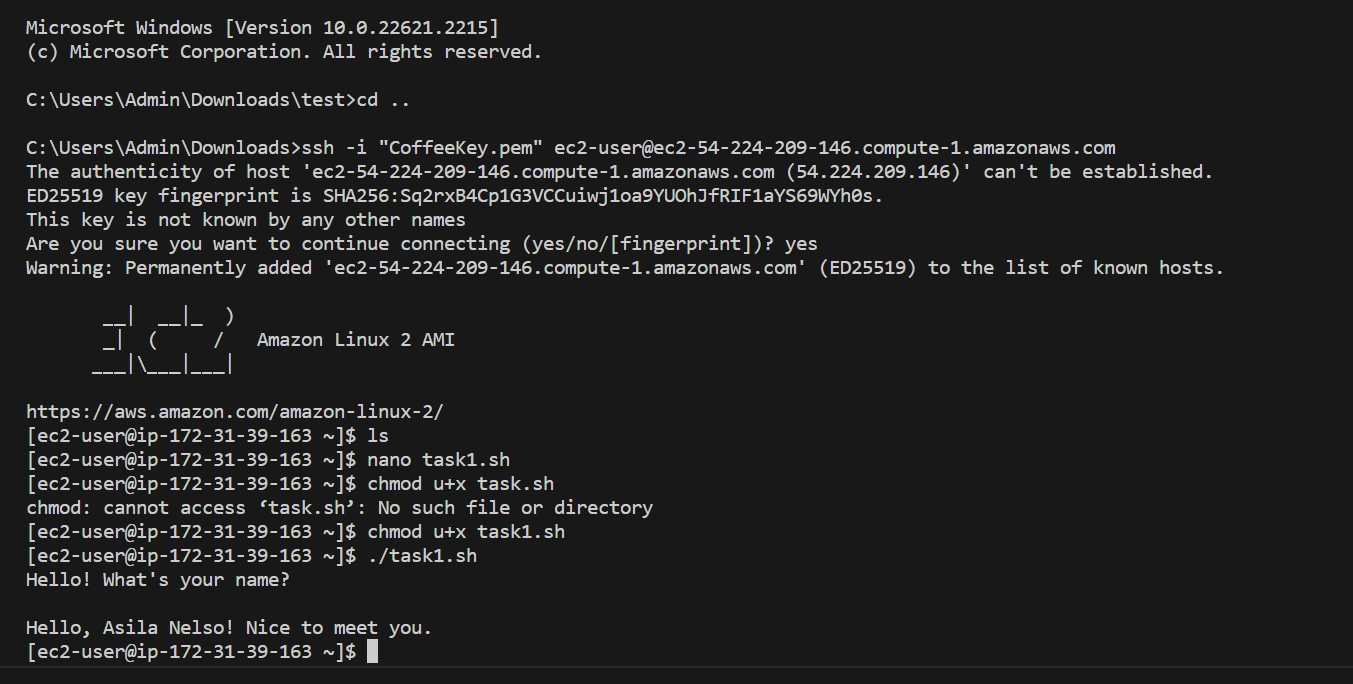 Microsoft Windows [Version 10.0.22621.2215]
(c) Microsoft Corporation. All rights reserved.
C:\Users\Admin\Downloads\test>cd ..
C:\Users\Admin\Downloads>ssh -i "CoffeeKey.pem" ec2-user@ec2-54-224-209-146.compute-1.amazonaws.com
The authenticity of host 'ec2-54-224-209-146.compute-1.amazonaws.com (54.224.209.146)' can't be established.
ED25519 key fingerprint is SHA256:Sq2rxB4Cp1G3VCCuiwj1oa9YUOhJfRIF1aYS69WYh0s.
This key is not known by any other names
Are you sure you want to continue connecting (yes/no/[fingerprint])? yes
Warning: Permanently added 'ec2-54-224-209-146.compute-1.amazonaws.com' (ED25519) to the list of known hosts.
       __|  __|_  )
       _|  (     /   Amazon Linux 2 AMI
      ___|\___|___|
https://aws.amazon.com/amazon-linux-2/
[ec2-user@ip-172-31-39-163 ~]$ ls
[ec2-user@ip-172-31-39-163 ~]$ nano task1.sh
[ec2-user@ip-172-31-39-163 ~]$ chmod u+x task.sh
chmod: cannot access ‘task.sh’: No such file or directory
[ec2-user@ip-172-31-39-163 ~]$ chmod u+x task1.sh
[ec2-user@ip-172-31-39-163 ~]$ ./task1.sh
Hello! What's your name?
Hello, Asila Nelso! Nice to meet you.
[ec2-user@ip-172-31-39-163 ~]$